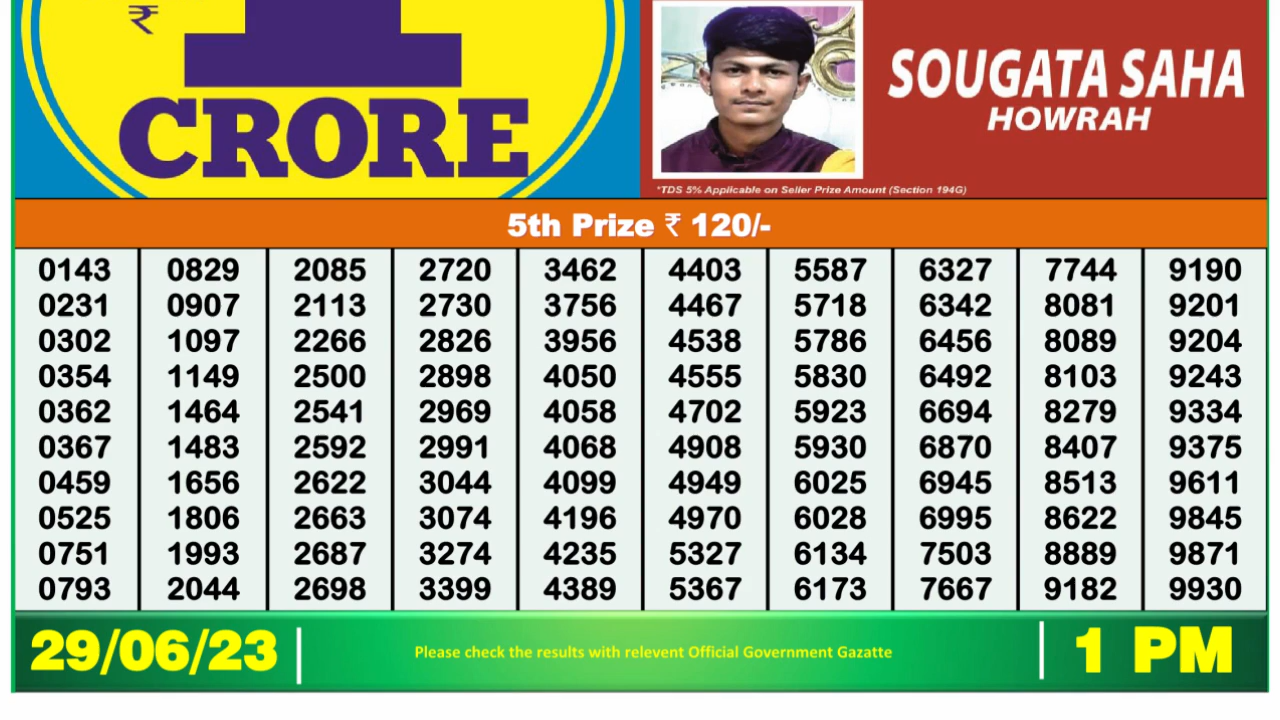 ₹
1
CRORE
SOUGATA SAHA
HOWRAH
*TDS 5% Applicable on Seller Prize Amount (Section 194G)
5th Prize ₹ 120/-
0143 0829 2085 2720 3462 4403 5587 6327 7744 9190
0231 0907 2113 2730 3756 4467 5718 6342 8081 9201
0302 1097 2266 2826 3956 4538 5786 6456 8089 9204
0354 1149 2500 2898 4050 4555 5830 6492 8103 9243
0362 1464 2541 2969 4058 4702 5923 6694 8279 9334
0367 1483 2592 2991 4068 4908 5930 6870 8407 9375
0459 1656 2622 3044 4099 4949 6025 6945 8513 9611
0525 1806 2663 3074 4196 4970 6028 6995 8622 9845
0751 1993 2687 3274 4235 5327 6134 7503 8889 9871
0793 2044 2698 3399 4389 5367 6173 7667 9182 9930
29/06/23
Please check the results with relevent Official Government Gazatte
1 PM